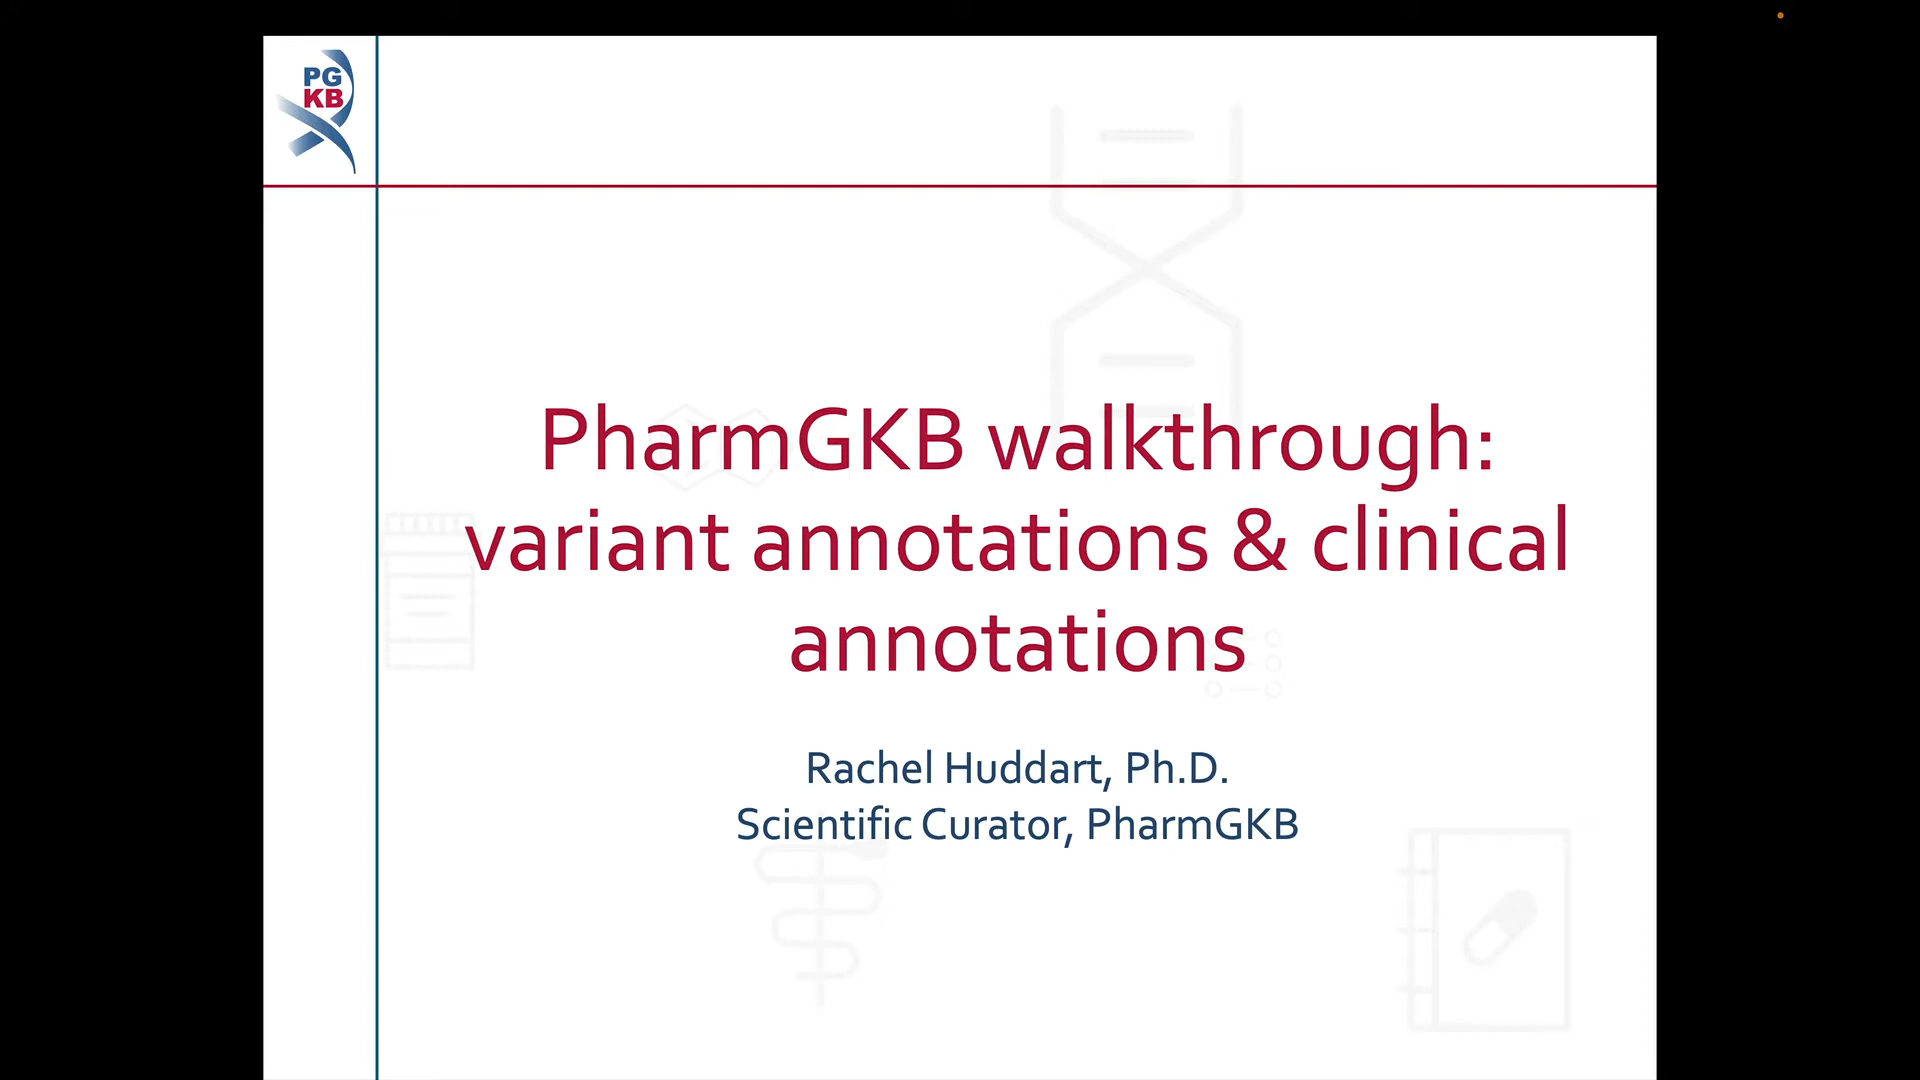 PG
KB
PharmGKB walkthrough:
variant annotations & clinical
annotations
Rachel Huddart, Ph.D.
Scientific Curator, PharmGKB